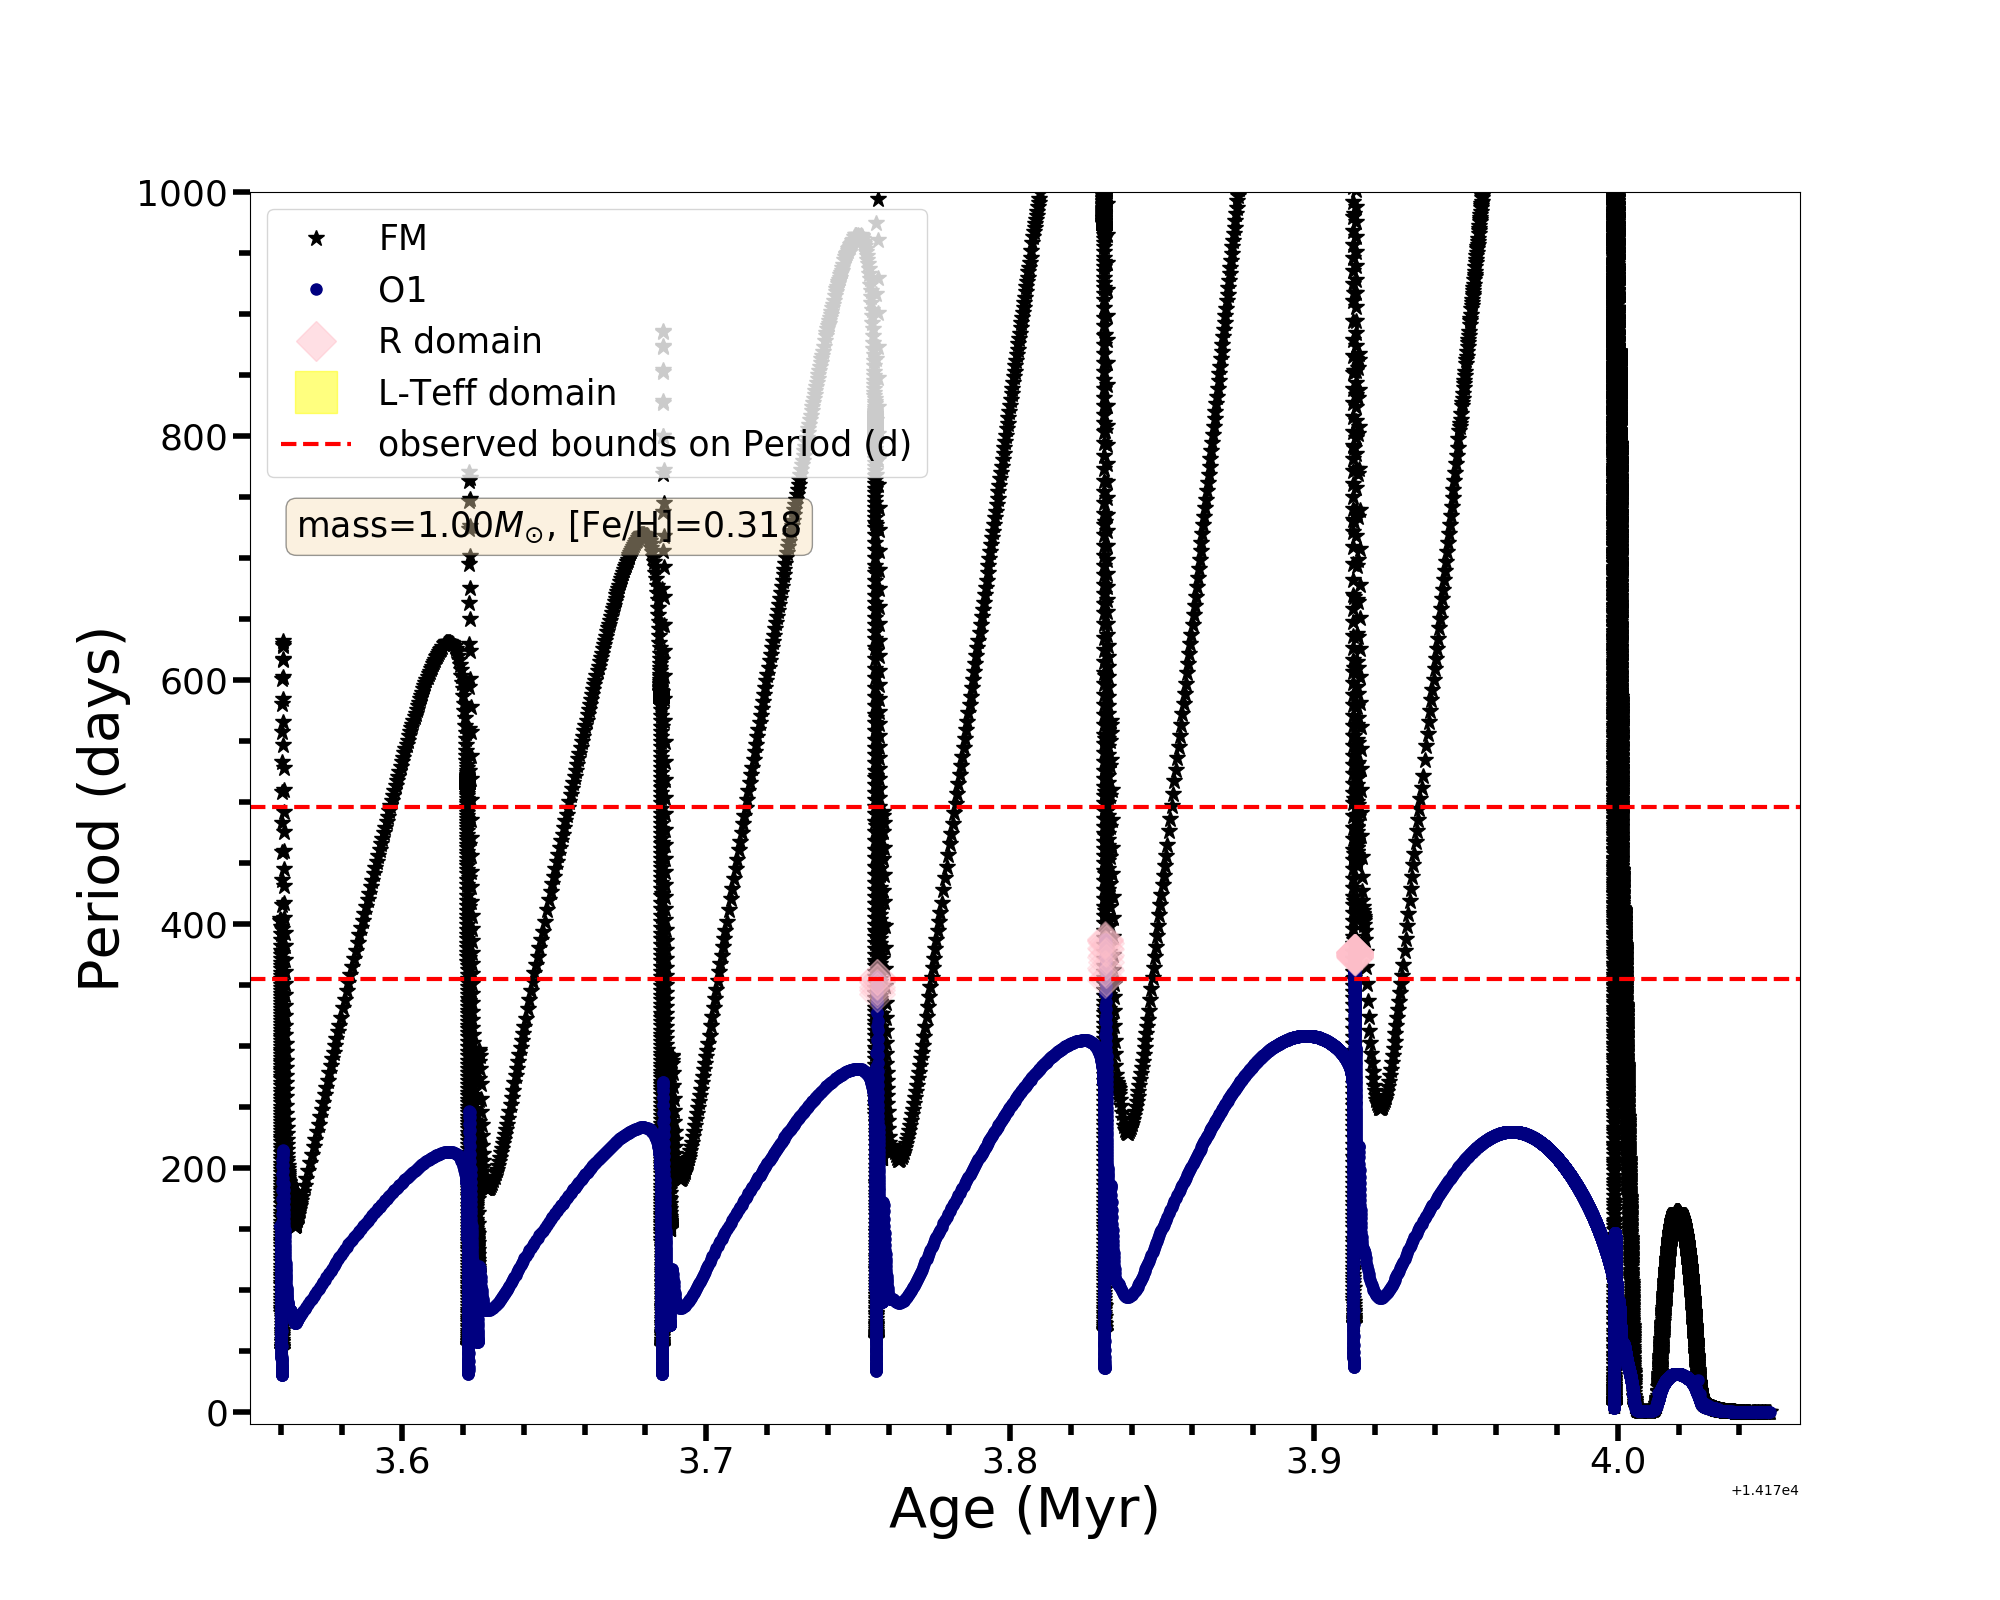 1000
800
600
400
200
0
Period (days)
FM
O1
R domain
L-Teff domain
observed bounds on Period (d)
mass=1.00M⊙, [Fe/H]=0.318
3.6 3.7 3.8 3.9 4.0
+1.417e4
Age (Myr)